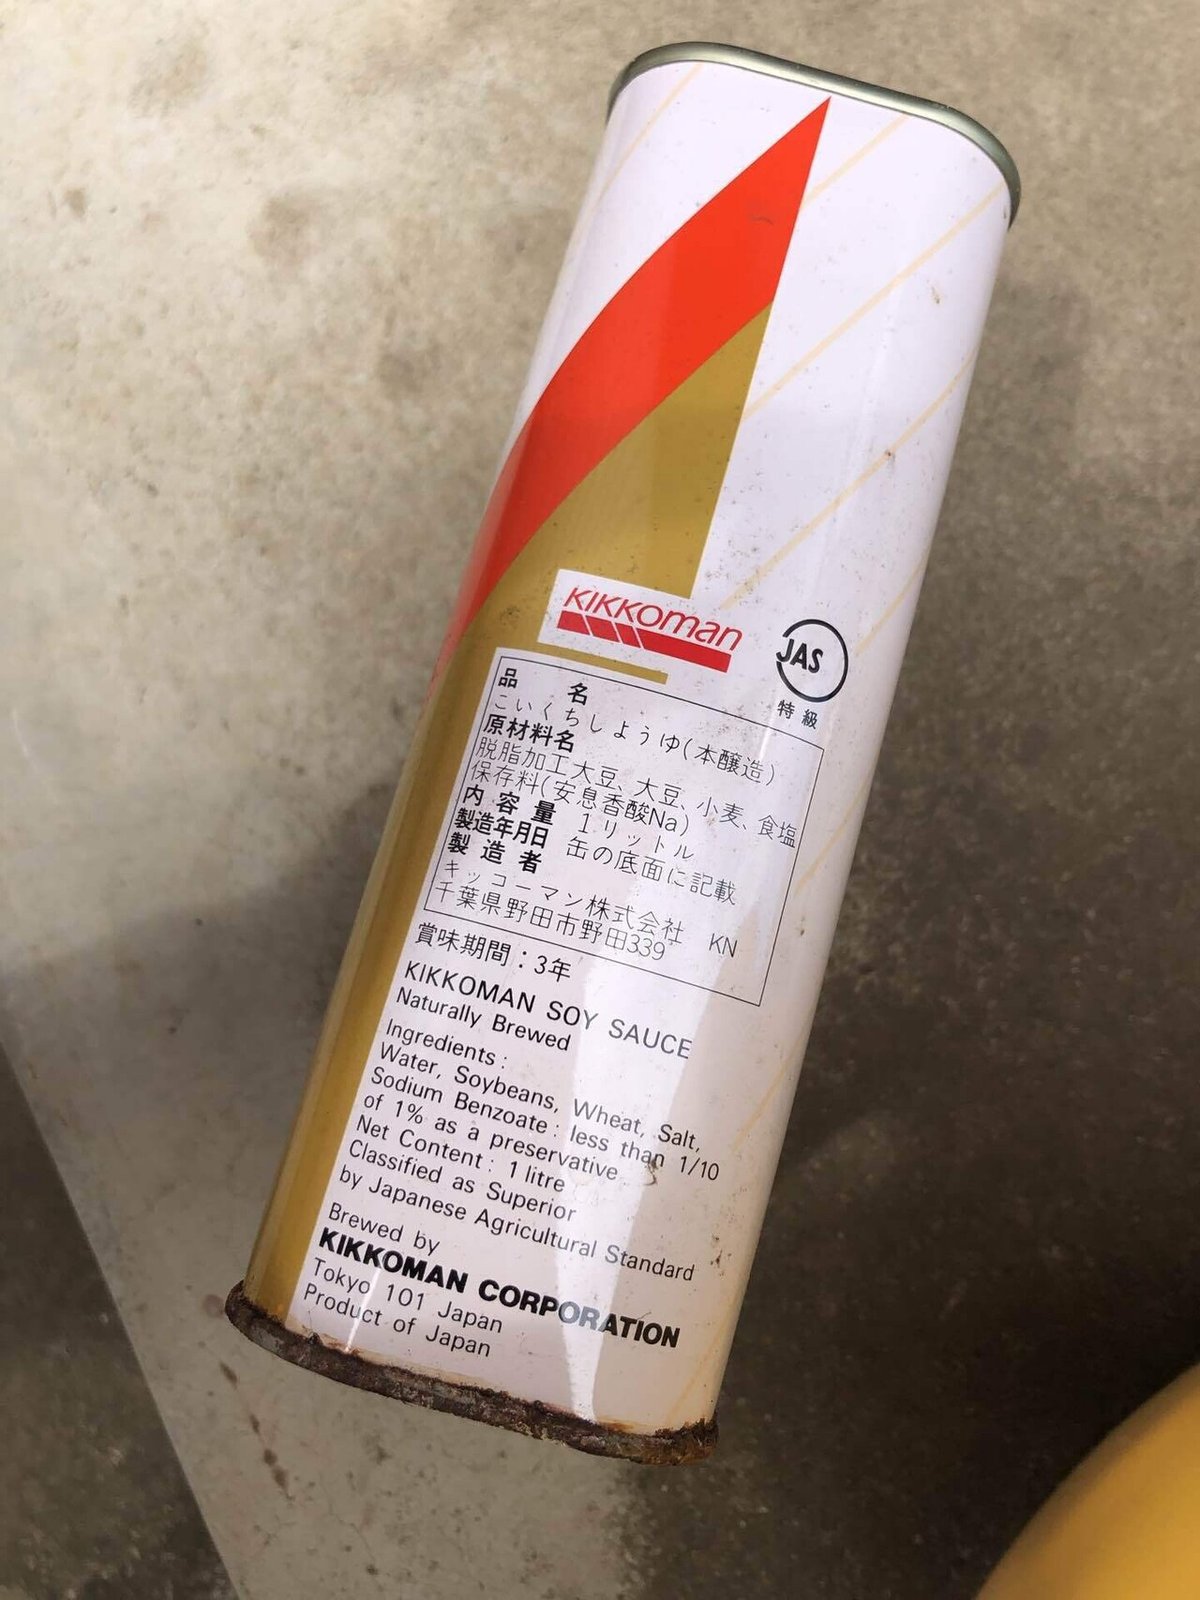 KIKKOMAN
JAS
特級
品名
こいくちしょうゆ(本醸造)
原材料名
脱脂加工大豆、大豆、小麦、食塩
保存料(安息香酸Na)
内容量 1リットル
製造年月日 缶の底面に記載
製造者
キッコーマン株式会社 KN
千葉県野田市野田339
賞味期間:3年
KIKKOMAN SOY SAUCE
Naturally Brewed
Ingredients:
Water, Soybeans, Wheat, Salt,
Sodium Benzoate: less than 1/10
of 1% as a preservative
Net Content: 1 litre
Classified as Superior
by Japanese Agricultural Standard
Brewed by
KIKKOMAN CORPORATION
Tokyo 101 Japan
Product of Japan